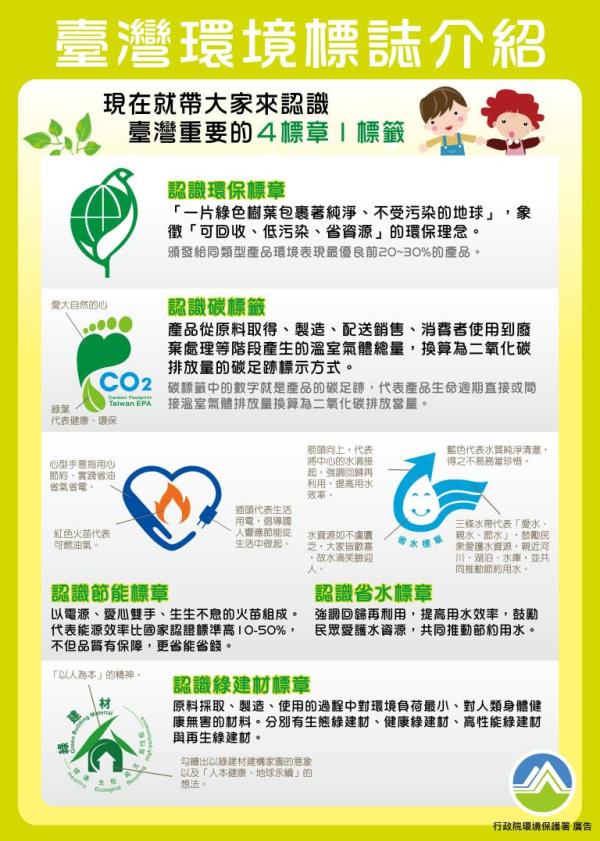 臺灣環境標誌介紹
現在就帶大家來認識
臺灣重要的4標章1標籤
認識環保標章
「一片綠色樹葉包裹著純淨、不受污染的地球」，象
徵「可回收、低污染、省資源」的環保理念。
頒發給同類型產品環境表現最優良前20~30%的產品。
愛大自然的心
CO2
Carbon Footprint
Taiwan EPA
綠葉
代表健康、環保
認識碳標籤
產品從原料取得、製造、配送銷售、消費者使用到廢
棄處理等階段產生的溫室氣體總量，換算為二氧化碳
排放量的碳足跡標示方式。
碳標籤中的數字就是產品的碳足跡，代表產品生命週期直接或間
接溫室氣體排放量換算為二氧化碳排放當量。
心型手意指用心
節約、實踐省油
省氣省電。
紅色火苗代表
可燃油氣。
插頭代表生活
用電，倡導國
人響應節能從
生活中做起。
認識節能標章
以電源、愛心雙手、生生不息的火苗組成。
代表能源效率比國家認證標準高10-50%，
不但品質有保障，更省能省錢。
箭頭向上，代表
將中心的水滴接
起，強調回歸再
利用，提高用水
效率。
藍色代表水質純淨清澈，
得之不易務當珍惜。
省水標籤
水資源如不虞匱
乏，大家皆歡喜
，故水滴笑臉迎
人。
三條水帶代表「愛水、
親水、節水」，鼓勵民
眾愛護水資源，親近河
川、湖泊、水庫，並共
同推動節約用水。
認識省水標章
強調回歸再利用，提高用水效率，鼓勵
民眾愛護水資源，共同推動節約用水。
「以人為本」的精神。
綠建材
Green Building Material
健康 生態 再生 高性能
Healthy Ecological Recycling High-performance
認識綠建材標章
原料採取、製造、使用的過程中對環境負荷最小、對人類身體健
康無害的材料。分別有生態綠建材、健康綠建材、高性能綠建材
與再生綠建材。
勾繪出以綠建材建構家園的意象
以及「人本健康、地球永續」的
想法。
行政院環境保護署 廣告